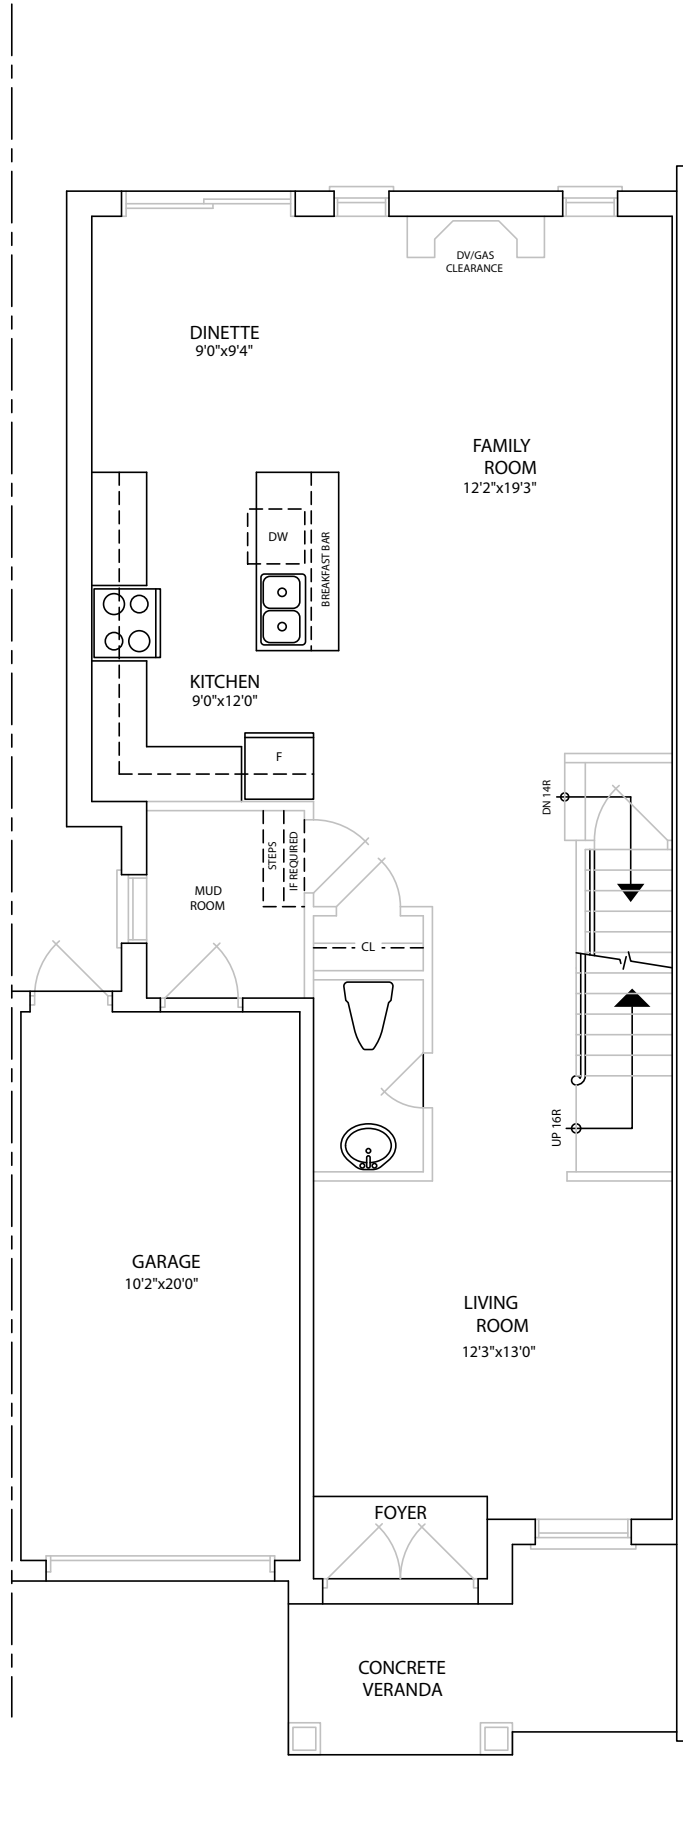 DV/GAS
CLEARANCE
DINETTE
9'0"x9'4"
FAMILY
ROOM
12'2"x19'3"
DW
BREAKFAST BAR
KITCHEN
9'0"x12'0"
F
DN 14R
STEPS
IF REQUIRED
MUD
ROOM
CL
UP 16R
GARAGE
10'2"x20'0"
LIVING
ROOM
12'3"x13'0"
FOYER
CONCRETE
VERANDA